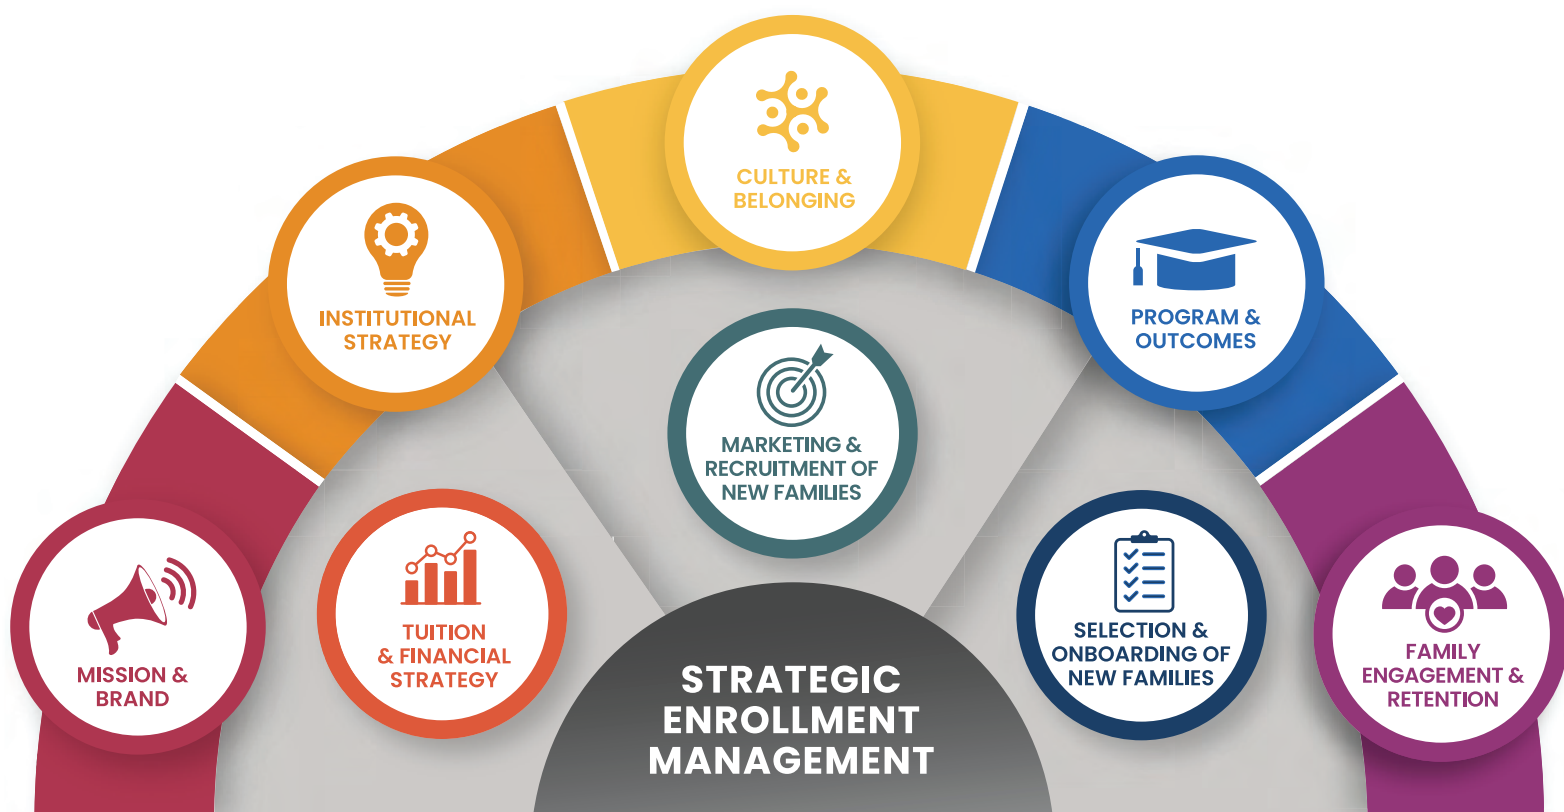 CULTURE &
BELONGING
INSTITUTIONAL
STRATEGY
PROGRAM &
OUTCOMES
MARKETING &
RECRUITMENT OF
NEW FAMILIES
MISSION &
BRAND
TUITION
& FINANCIAL
STRATEGY
SELECTION &
ONBOARDING OF
NEW FAMILIES
FAMILY
ENGAGEMENT &
RETENTION
STRATEGIC
ENROLLMENT
MANAGEMENT